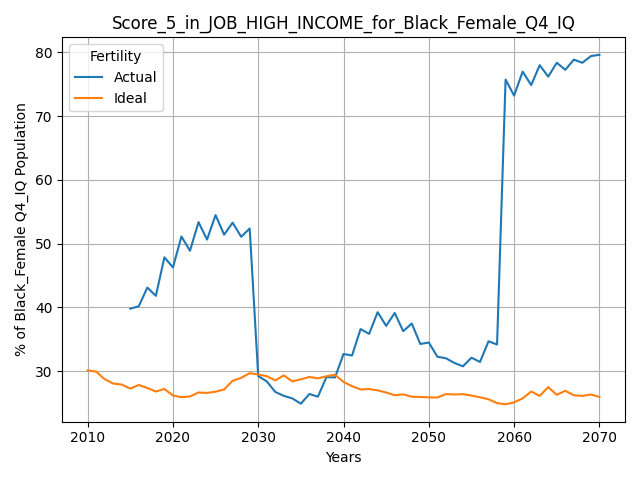 Score_5_in_JOB_HIGH_INCOME_for_Black_Female_Q4_IQ
Fertility
Actual
Ideal
% of Black_Female Q4_IQ Population
80
70
60
50
40
30
2010
2020
2030
2040
2050
2060
2070
Years